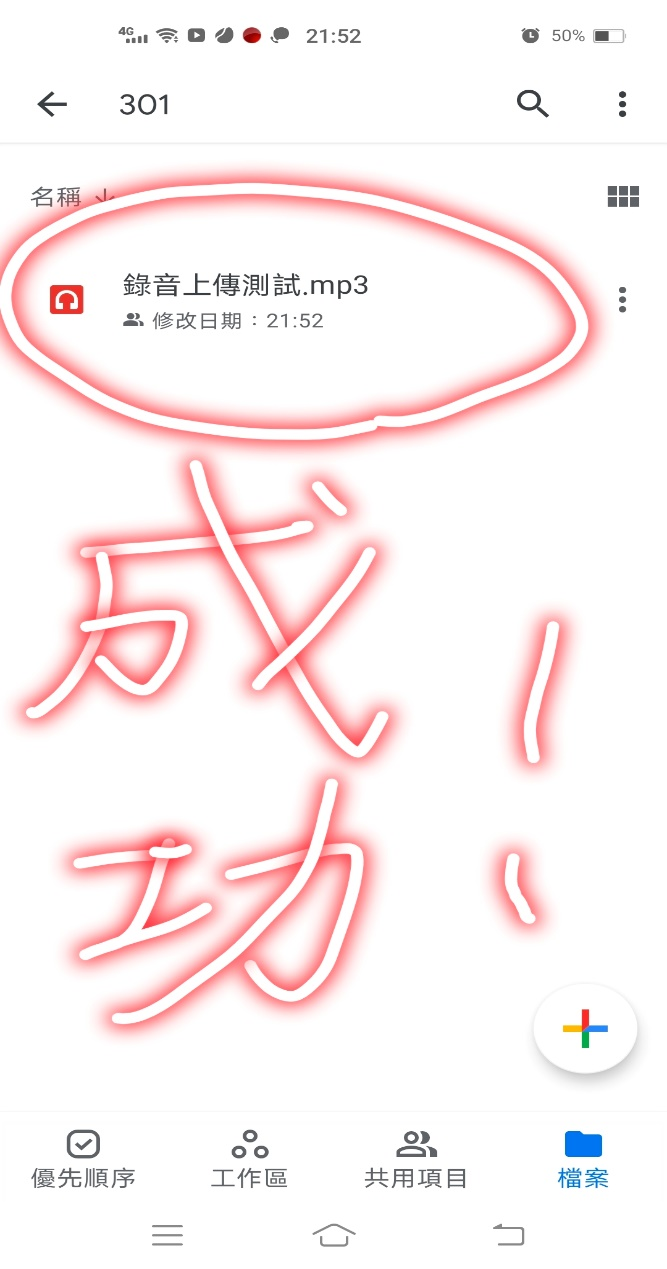 4G 21:52 50%
301
名稱
錄音上傳測試.mp3
修改日期：21:52
成
功
!
優先順序 工作區 共用項目 檔案